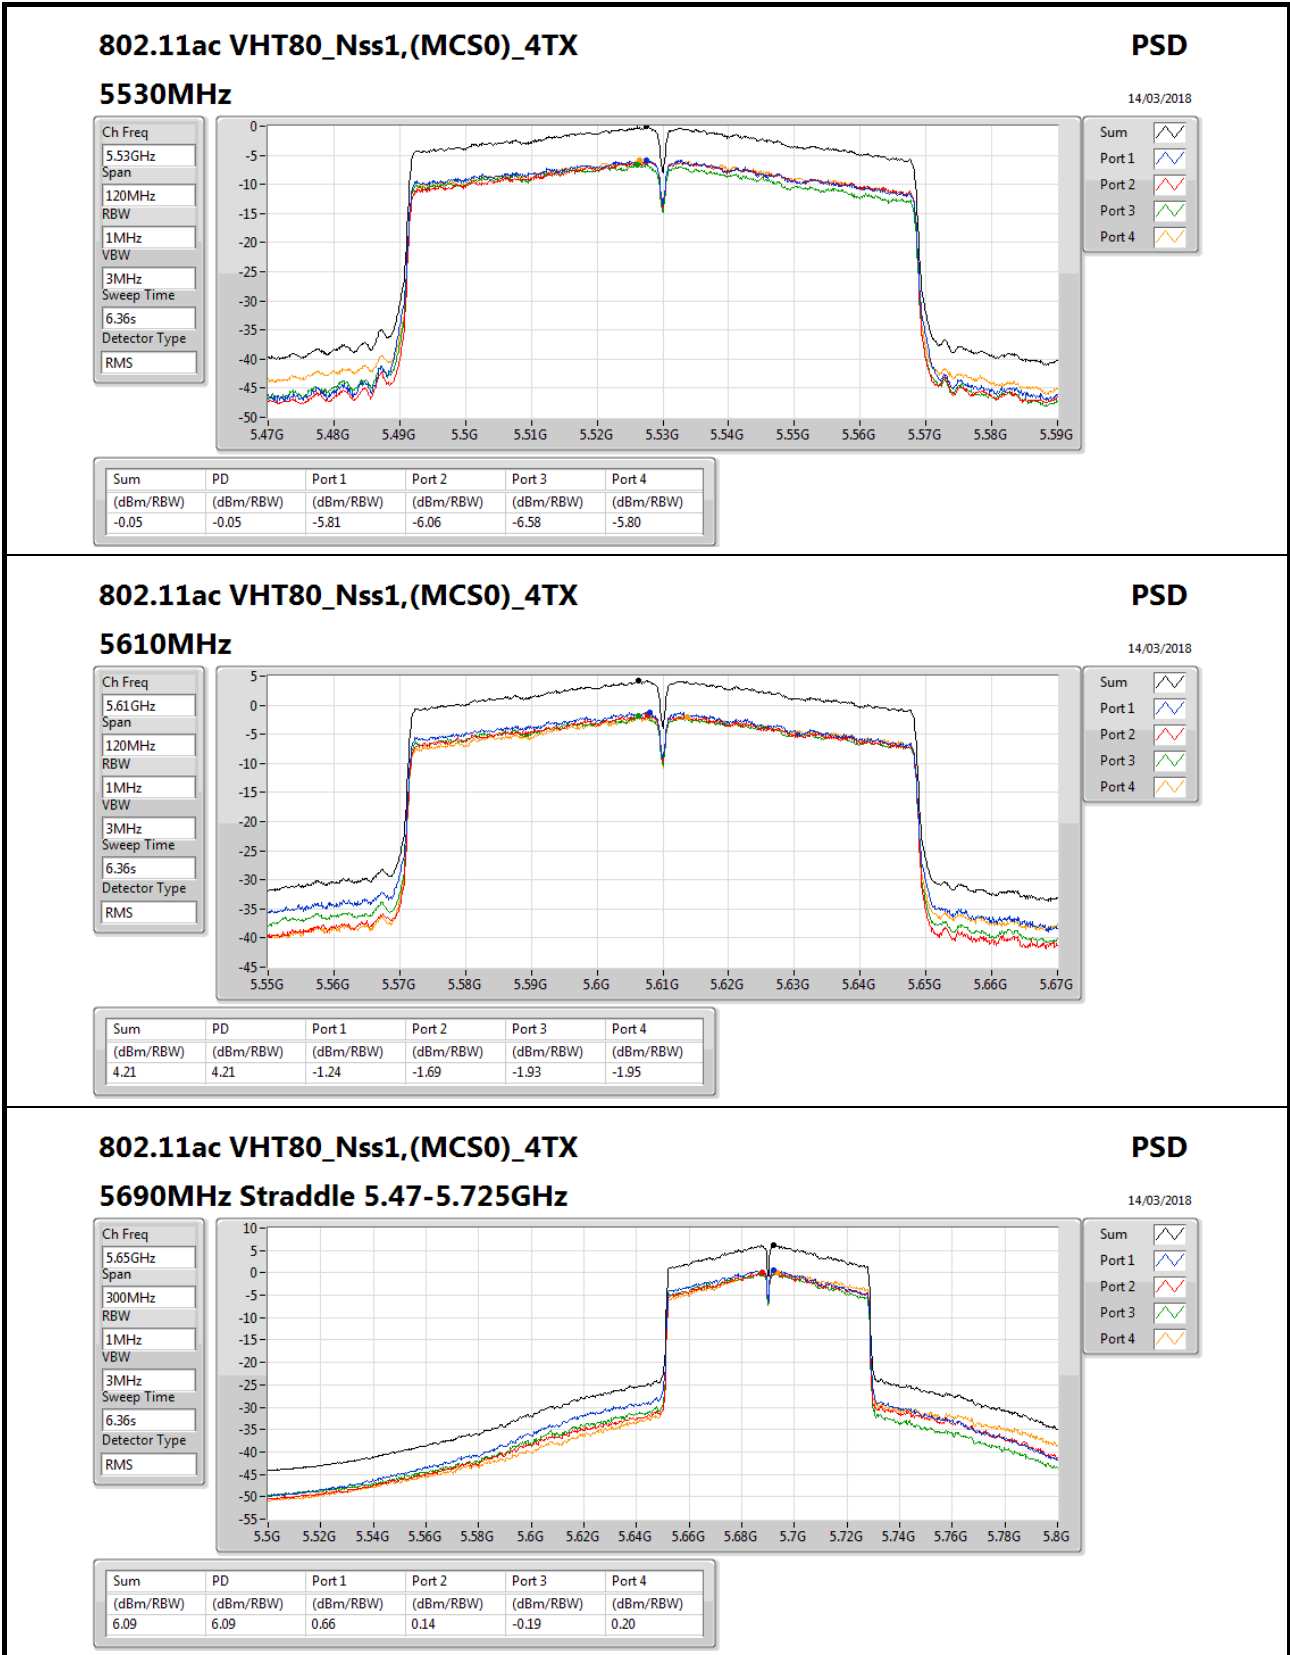 802.11ac VHT80_Nss1,(MCS0)_4TX PSD
5530MHz 14/03/2018
Ch Freq
5.53GHz
Span
120MHz
RBW
1MHz
VBW
3MHz
Sweep Time
6.36s
Detector Type
RMS
0
-5
-10
-15
-20
-25
-30
-35
-40
-45
-50
5.47G 5.48G 5.49G 5.5G 5.51G 5.52G 5.53G 5.54G 5.55G 5.56G 5.57G 5.58G 5.59G
Sum
Port 1
Port 2
Port 3
Port 4
Sum PD Port 1 Port 2 Port 3 Port 4
(dBm/RBW) (dBm/RBW) (dBm/RBW) (dBm/RBW) (dBm/RBW) (dBm/RBW)
-0.05 -0.05 -5.81 -6.06 -6.58 -5.80
802.11ac VHT80_Nss1,(MCS0)_4TX PSD
5610MHz 14/03/2018
Ch Freq
5.61GHz
Span
120MHz
RBW
1MHz
VBW
3MHz
Sweep Time
6.36s
Detector Type
RMS
5
0
-5
-10
-15
-20
-25
-30
-35
-40
-45
5.55G 5.56G 5.57G 5.58G 5.59G 5.6G 5.61G 5.62G 5.63G 5.64G 5.65G 5.66G 5.67G
Sum
Port 1
Port 2
Port 3
Port 4
Sum PD Port 1 Port 2 Port 3 Port 4
(dBm/RBW) (dBm/RBW) (dBm/RBW) (dBm/RBW) (dBm/RBW) (dBm/RBW)
4.21 4.21 -1.24 -1.69 -1.93 -1.95
802.11ac VHT80_Nss1,(MCS0)_4TX PSD
5690MHz Straddle 5.47-5.725GHz 14/03/2018
Ch Freq
5.65GHz
Span
300MHz
RBW
1MHz
VBW
3MHz
Sweep Time
6.36s
Detector Type
RMS
10
5
0
-5
-10
-15
-20
-25
-30
-35
-40
-45
-50
-55
5.5G 5.52G 5.54G 5.56G 5.58G 5.6G 5.62G 5.64G 5.66G 5.68G 5.7G 5.72G 5.74G 5.76G 5.78G 5.8G
Sum
Port 1
Port 2
Port 3
Port 4
Sum PD Port 1 Port 2 Port 3 Port 4
(dBm/RBW) (dBm/RBW) (dBm/RBW) (dBm/RBW) (dBm/RBW) (dBm/RBW)
6.09 6.09 0.66 0.14 -0.19 0.20